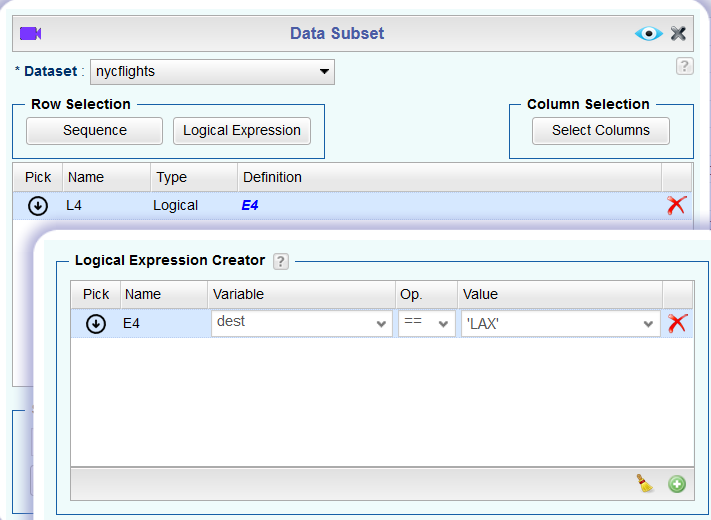 Data Subset
* Dataset : nycflights
?
Row Selection
Column Selection
Sequence
Logical Expression
Select Columns
Pick Name Type Definition
L4 Logical E4
Logical Expression Creator ?
Pick Name Variable Op. Value
E4 dest == 'LAX'